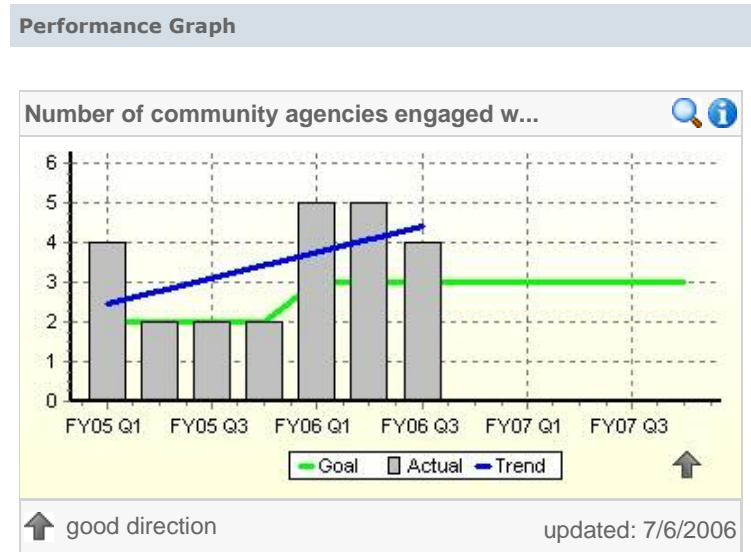 Performance Graph
Number of community agencies engaged w...
6
5
4
3
2
1
0
FY05 Q1 FY05 Q3 FY06 Q1 FY06 Q3 FY07 Q1 FY07 Q3
Goal Actual Trend
good direction
updated: 7/6/2006